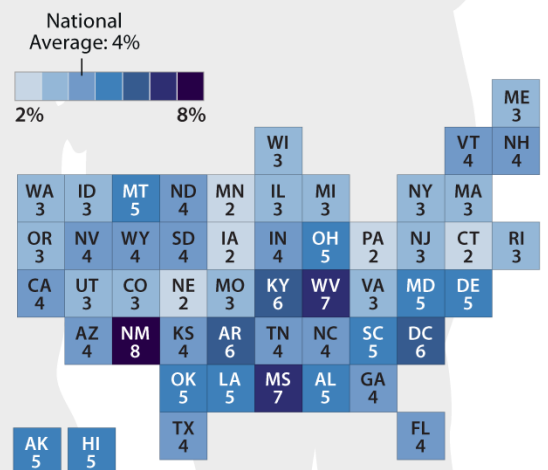 National
Average: 4%
2% 8%
ME
3
WI VT NH
3 4 4
WA ID MT ND MN IL MI NY MA
3 3 5 4 2 3 3 3 3
OR NV WY SD IA IN OH PA NJ CT RI
3 4 4 4 2 4 5 2 3 2 3
CA UT CO NE MO KY WV VA MD DE
4 3 3 2 3 6 7 3 5 5
AZ NM KS AR TN NC SC DC
4 8 4 6 4 4 5 6
OK LA MS AL GA
5 5 7 5 4
TX FL
4 4
AK HI
5 5